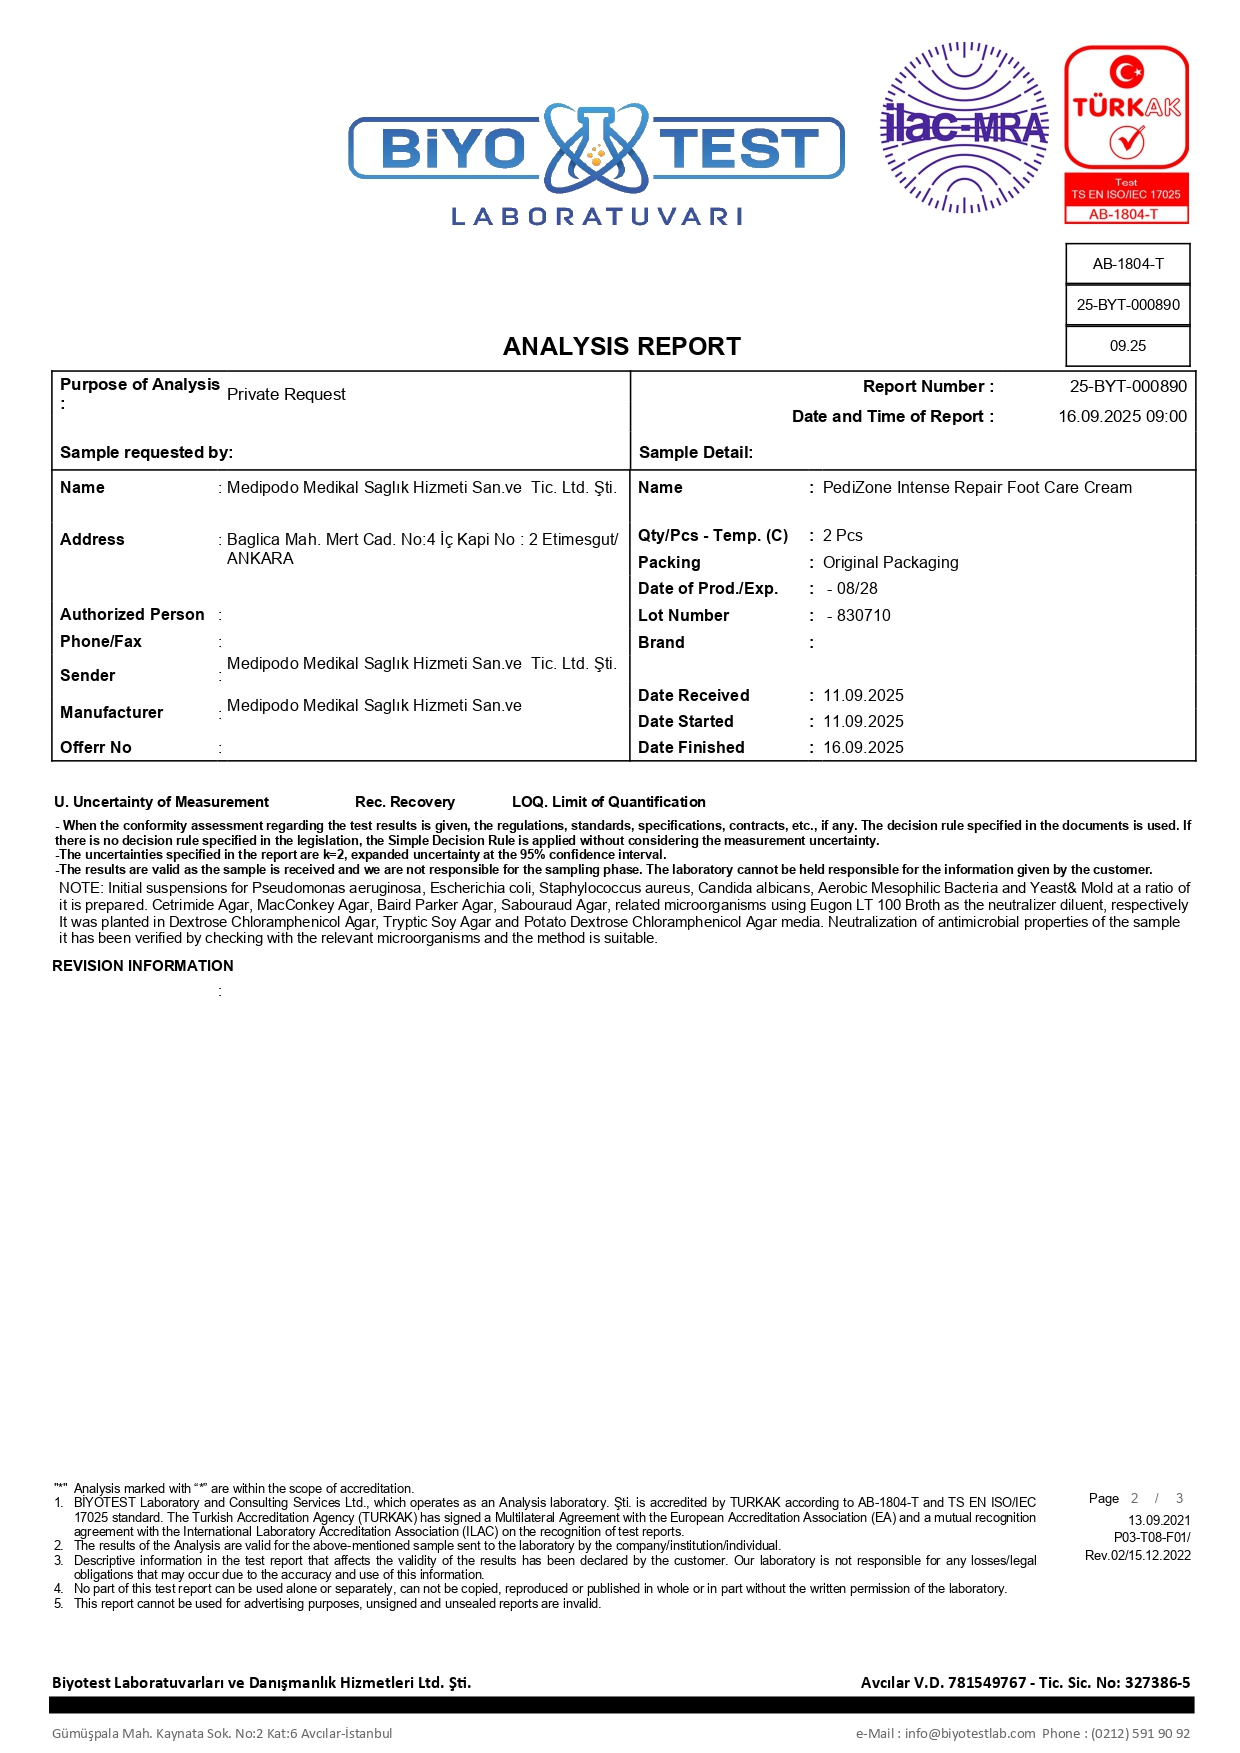 BiYO TEST
LABORATUVARI
ilac-MRA
TÜRKAK
Test
TS EN ISO/IEC 17025
AB-1804-T
AB-1804-T
25-BYT-000890
09.25
ANALYSIS REPORT
Purpose of Analysis : Private Request
Report Number : 25-BYT-000890
Date and Time of Report : 16.09.2025 09:00
Sample requested by:
Sample Detail:
Name : Medipodo Medikal Saglık Hizmeti San.ve Tic. Ltd. Şti.
Address : Baglica Mah. Mert Cad. No:4 İç Kapi No : 2 Etimesgut/
ANKARA
Authorized Person :
Phone/Fax :
Sender : Medipodo Medikal Saglık Hizmeti San.ve Tic. Ltd. Şti.
Manufacturer : Medipodo Medikal Saglık Hizmeti San.ve
Offerr No :
Name : PediZone Intense Repair Foot Care Cream
Qty/Pcs - Temp. (C) : 2 Pcs
Packing : Original Packaging
Date of Prod./Exp. : - 08/28
Lot Number : - 830710
Brand :
Date Received : 11.09.2025
Date Started : 11.09.2025
Date Finished : 16.09.2025
U. Uncertainty of Measurement Rec. Recovery LOQ. Limit of Quantification
- When the conformity assessment regarding the test results is given, the regulations, standards, specifications, contracts, etc., if any. The decision rule specified in the documents is used. If
there is no decision rule specified in the legislation, the Simple Decision Rule is applied without considering the measurement uncertainty.
-The uncertainties specified in the report are k=2, expanded uncertainty at the 95% confidence interval.
-The results are valid as the sample is received and we are not responsible for the sampling phase. The laboratory cannot be held responsible for the information given by the customer.
NOTE: Initial suspensions for Pseudomonas aeruginosa, Escherichia coli, Staphylococcus aureus, Candida albicans, Aerobic Mesophilic Bacteria and Yeast& Mold at a ratio of
it is prepared. Cetrimide Agar, MacConkey Agar, Baird Parker Agar, Sabouraud Agar, related microorganisms using Eugon LT 100 Broth as the neutralizer diluent, respectively
It was planted in Dextrose Chloramphenicol Agar, Tryptic Soy Agar and Potato Dextrose Chloramphenicol Agar media. Neutralization of antimicrobial properties of the sample
it has been verified by checking with the relevant microorganisms and the method is suitable.
REVISION INFORMATION
:
"*" Analysis marked with “*” are within the scope of accreditation.
1. BİYOTEST Laboratory and Consulting Services Ltd., which operates as an Analysis laboratory. Şti. is accredited by TURKAK according to AB-1804-T and TS EN ISO/IEC
17025 standard. The Turkish Accreditation Agency (TURKAK) has signed a Multilateral Agreement with the European Accreditation Association (EA) and a mutual recognition
agreement with the International Laboratory Accreditation Association (ILAC) on the recognition of test reports.
2. The results of the Analysis are valid for the above-mentioned sample sent to the laboratory by the company/institution/individual.
3. Descriptive information in the test report that affects the validity of the results has been declared by the customer. Our laboratory is not responsible for any losses/legal
obligations that may occur due to the accuracy and use of this information.
4. No part of this test report can be used alone or separately, can not be copied, reproduced or published in whole or in part without the written permission of the laboratory.
5. This report cannot be used for advertising purposes, unsigned and unsealed reports are invalid.
Page 2 / 3
13.09.2021
P03-T08-F01/
Rev.02/15.12.2022
Biyotest Laboratuvarları ve Danışmanlık Hizmetleri Ltd. Şti.
Avcılar V.D. 781549767 - Tic. Sic. No: 327386-5
Gümüşpala Mah. Kaynata Sok. No:2 Kat:6 Avcılar-İstanbul
e-Mail : info@biyotestlab.com Phone : (0212) 591 90 92